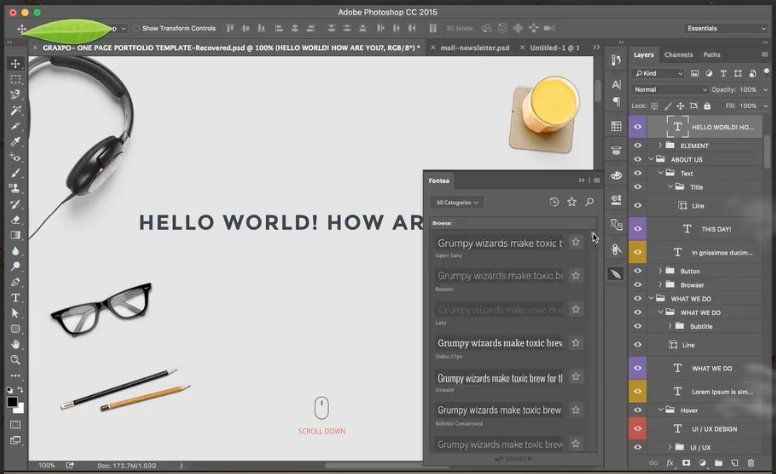 Adobe Photoshop CC 2015
Show Transform Controls
3D Mode:
Essentials
GRAXPO- ONE PAGE PORTFOLIO TEMPLATE-Recovered.psd @ 100% (HELLO WORLD! HOW ARE YOU?, RGB/8*) *
mail-newsletter.psd
Untitled-1 @
Layers
Channels
Paths
Kind
Normal
Opacity: 100%
Lock:
Fill: 100%
HELLO WORLD! HO...
ELEMENT
ABOUT US
Text
Title
Line
THIS DAY!
In gnissimos ducim...
Button
Browser
WHAT WE DO
WHAT WE DO
Subtitle
Line
WHAT WE DO
Lorem Ipsum is sim...
Hover
UI / UX DESIGN
UI / UX
HELLO WORLD! HOW AR
SCROLL DOWN
Fontea
All Categories
Browse:
Grumpy wizards make toxic b
Open Sans
Grumpy wizards make toxic b
Roboto
Grumpy wizards make toxic brew
Lato
Grumpy wizards make toxic brew
Slabo 27px
Grumpy wizards make toxic brew for th
Oswald
Grumpy wizards make toxic brew
Roboto Condensed
Grumpy wizards make toxic brew
SOURCE
100%
Doc: 172.7M/1.03G